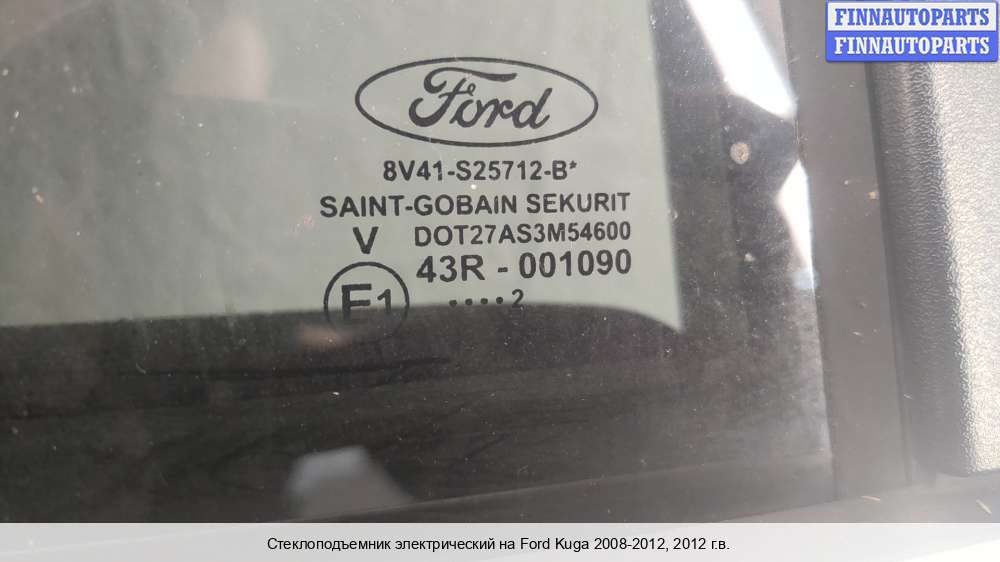 FINNAUTOPARTS
FINNAUTOPARTS
Ford
8V41-S25712-B*
SAINT-GOBAIN SEKURIT
V DOT27AS3M54600
43R - 001090
E1 ••••2
Стеклоподъемник электрический на Ford Kuga 2008-2012, 2012 г.в.